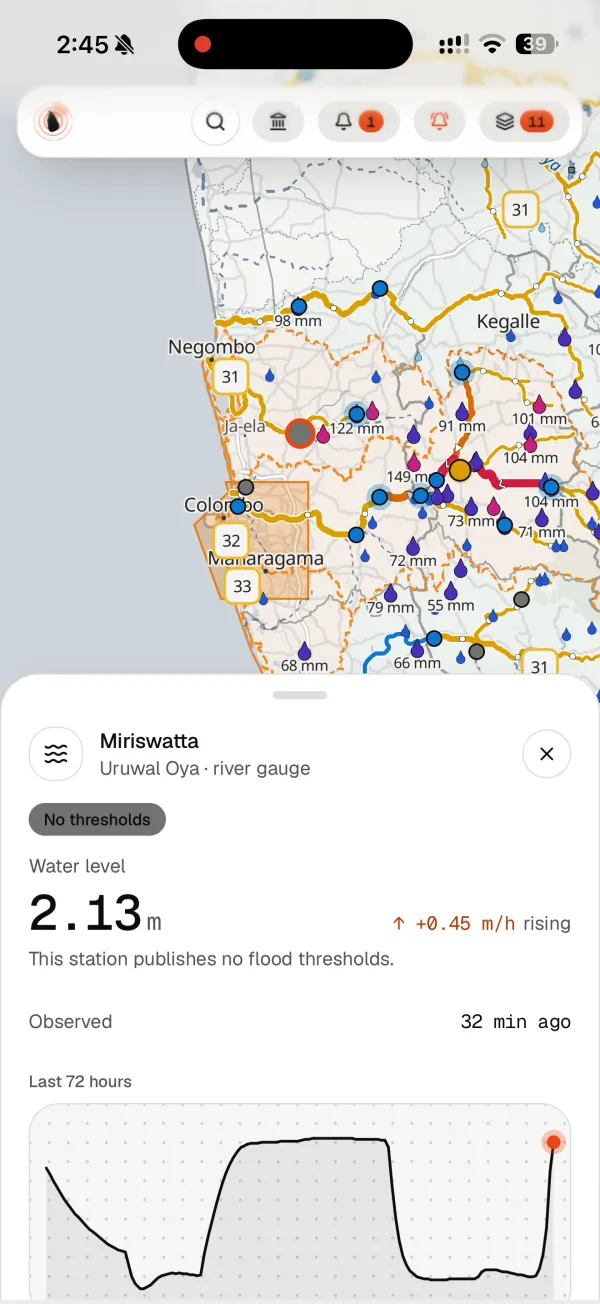 2:45
39
1
11
ya
31
98 mm
Kegalle
Negombo
31
Ja-ela
122 mm
91 mm
101 mm
104 mm
149 m
104 mm
Colombo
73 mm
71 mm
32
Maharagama
72 mm
33
79 mm
55 mm
68 mm
66 mm
31
Miriswatta
Uruwal Oya · river gauge
No thresholds
Water level
2.13 m
↑ +0.45 m/h rising
This station publishes no flood thresholds.
Observed
32 min ago
Last 72 hours